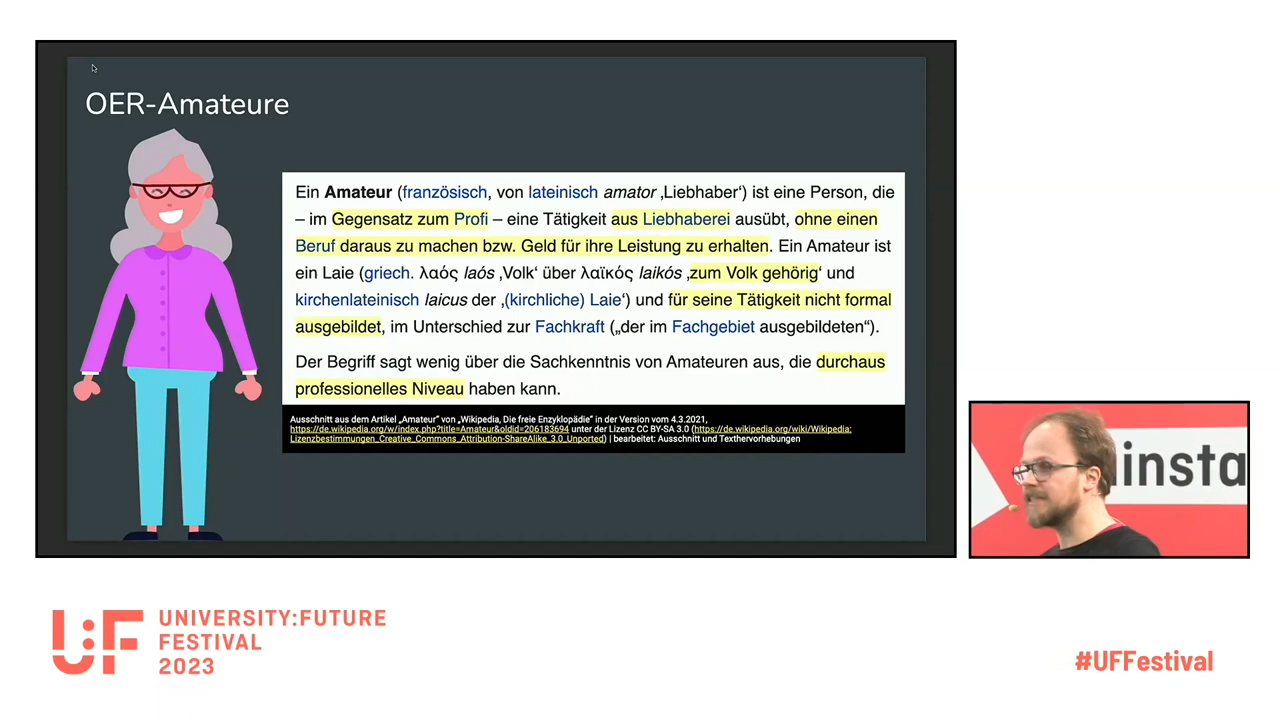 OER-Amateure
Ein Amateur (französisch, von lateinisch amator ‚Liebhaber‘) ist eine Person, die
– im Gegensatz zum Profi – eine Tätigkeit aus Liebhaberei ausübt, ohne einen
Beruf daraus zu machen bzw. Geld für ihre Leistung zu erhalten. Ein Amateur ist
ein Laie (griech. λαός laós ‚Volk‘ über λαϊκός laikós ‚zum Volk gehörig‘ und
kirchenlateinisch laicus der ‚(kirchliche) Laie‘) und für seine Tätigkeit nicht formal
ausgebildet, im Unterschied zur Fachkraft („der im Fachgebiet ausgebildeten“).
Der Begriff sagt wenig über die Sachkenntnis von Amateuren aus, die durchaus
professionelles Niveau haben kann.
Ausschnitt aus dem Artikel „Amateur“ von „Wikipedia, Die freie Enzyklopädie“ in der Version vom 4.3.2021,
https://de.wikipedia.org/w/index.php?title=Amateur&oldid=206183694 unter der Lizenz CC BY-SA 3.0 (https://de.wikipedia.org/wiki/Wikipedia:
Lizenzbestimmungen_Creative_Commons_Attribution-ShareAlike_3.0_Unported) | bearbeitet: Ausschnitt und Texthervorhebungen
insta
U:F
UNIVERSITY:FUTURE
FESTIVAL
2023
#UFFestival